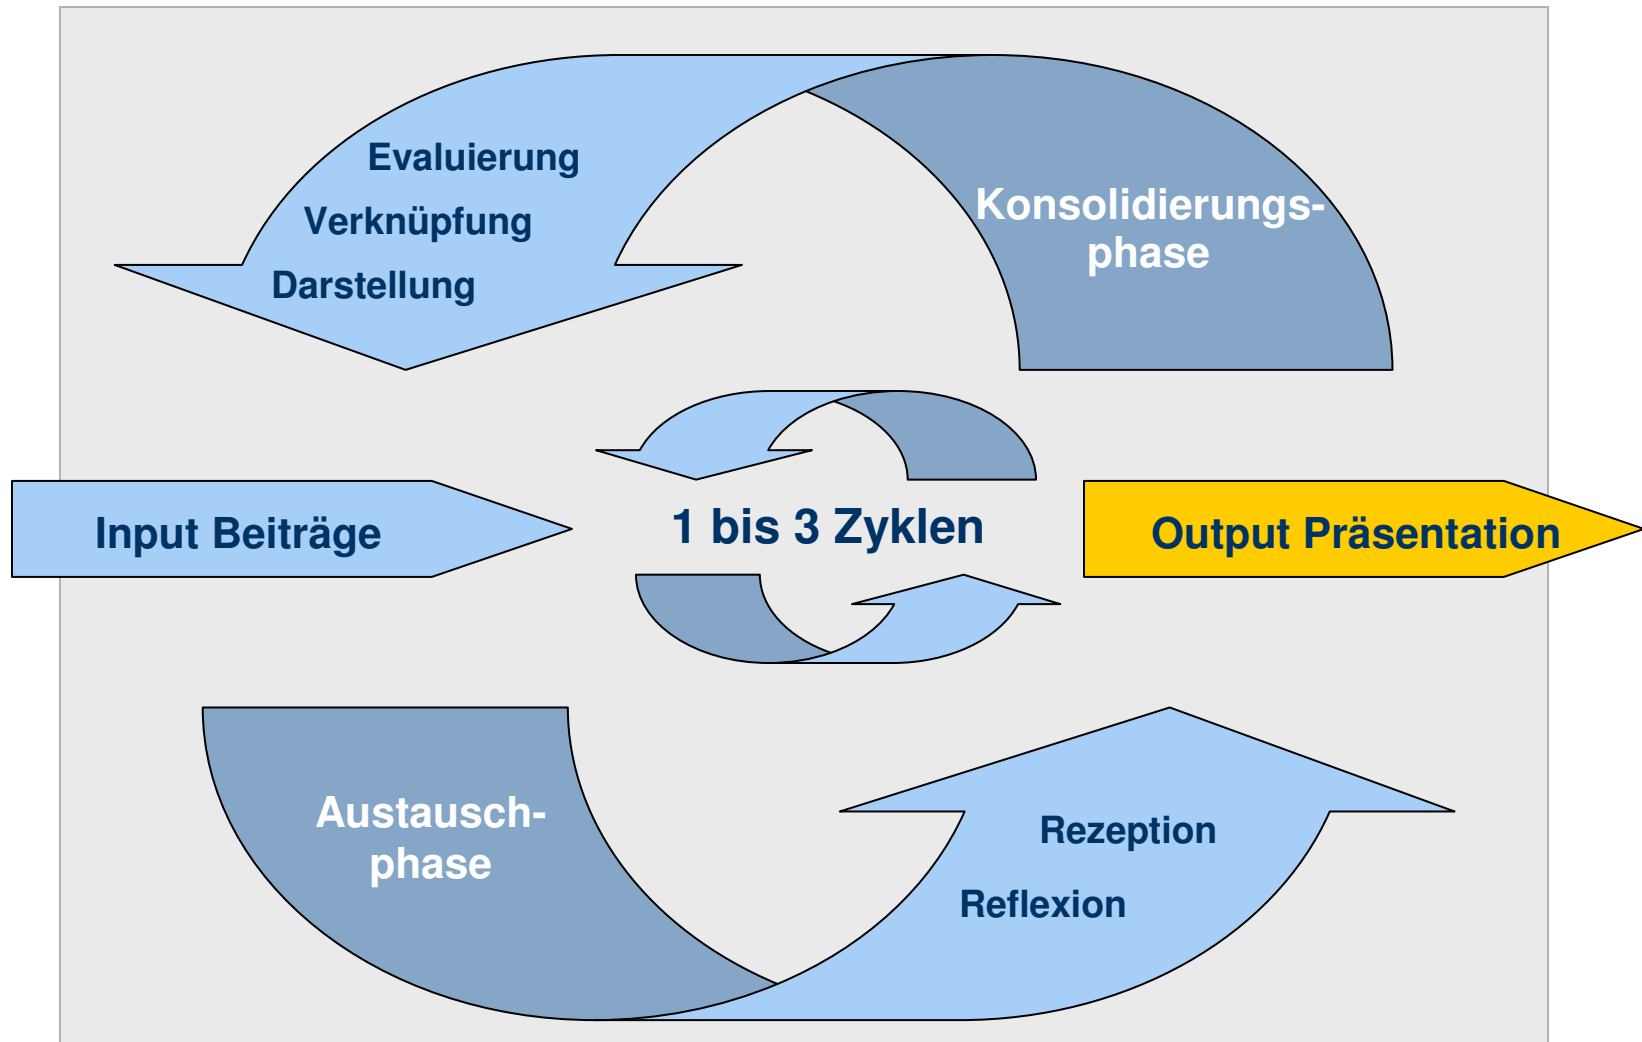 Evaluierung
Verknüpfung
Darstellung
Konsolidierungs-
phase
Input Beiträge
1 bis 3 Zyklen
Output Präsentation
Austausch-
phase
Rezeption
Reflexion